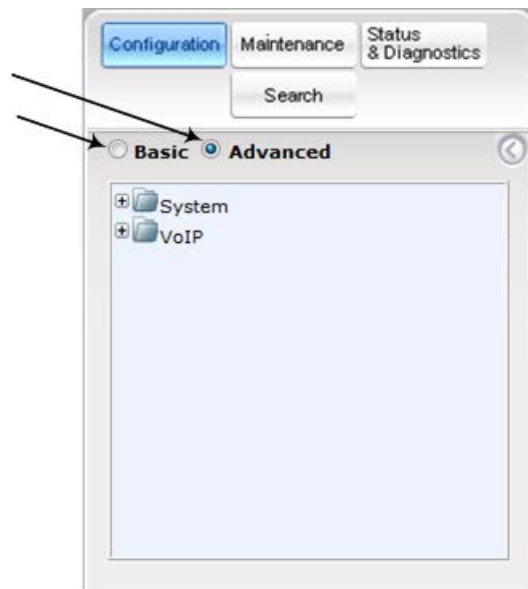 Configuration Maintenance Status & Diagnostics
Search
Basic Advanced
System
VoIP